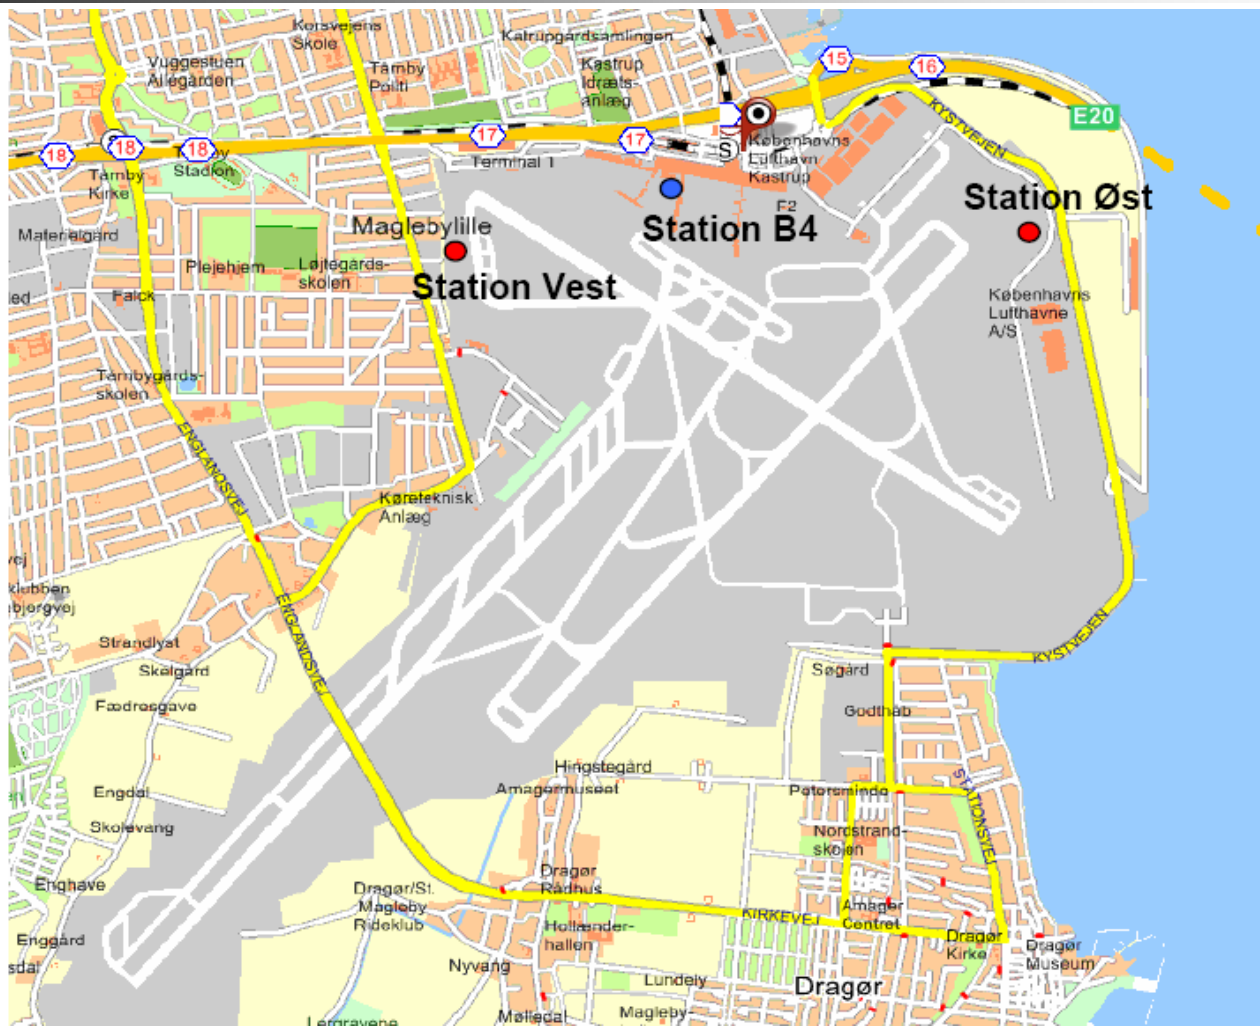 Korsvejens
Skole
Kalrupgårdsamlingen
Vuggestuen
Allegården
Tårnby
Politi
Kastrup
Idræts-
anlæg
15
16
E20
KYSTVEJEN
17
17
18
18
18
S
Terminal 1
Københavns
Lufthavn
Kastrup
Stadion
Tårnby
Kirke
F2
Station Øst
Station B4
Maglebylille
Materielgård
Plejehjem
Løjtegårds-
skolen
Station Vest
Falck
Københavns
Lufthavne
A/S
Tårnbygårds-
skolen
ENGLANDSVEJ
Køreteknisk
Anlæg
ENGLANDSVEJ
Strandlyst
Skelgård
KYSTVEJEN
Søgård
Fædresgave
Godthåb
Hingstegård
Amagermuseet
Petersminde
STATIONSVEJ
Engdal
Skolevang
Nordstrand-
skolen
Enghave
Dragør
Rådhus
Dragør/St.
Magleby
Rideklub
KIRKEVEJ
Amager
Centret
Hollænder-
hallen
Enggård
Dragør
Kirke
Dragør
Museum
Nyvang
Lundely
Dragør
Lergravene
Mølledal
Magleby-